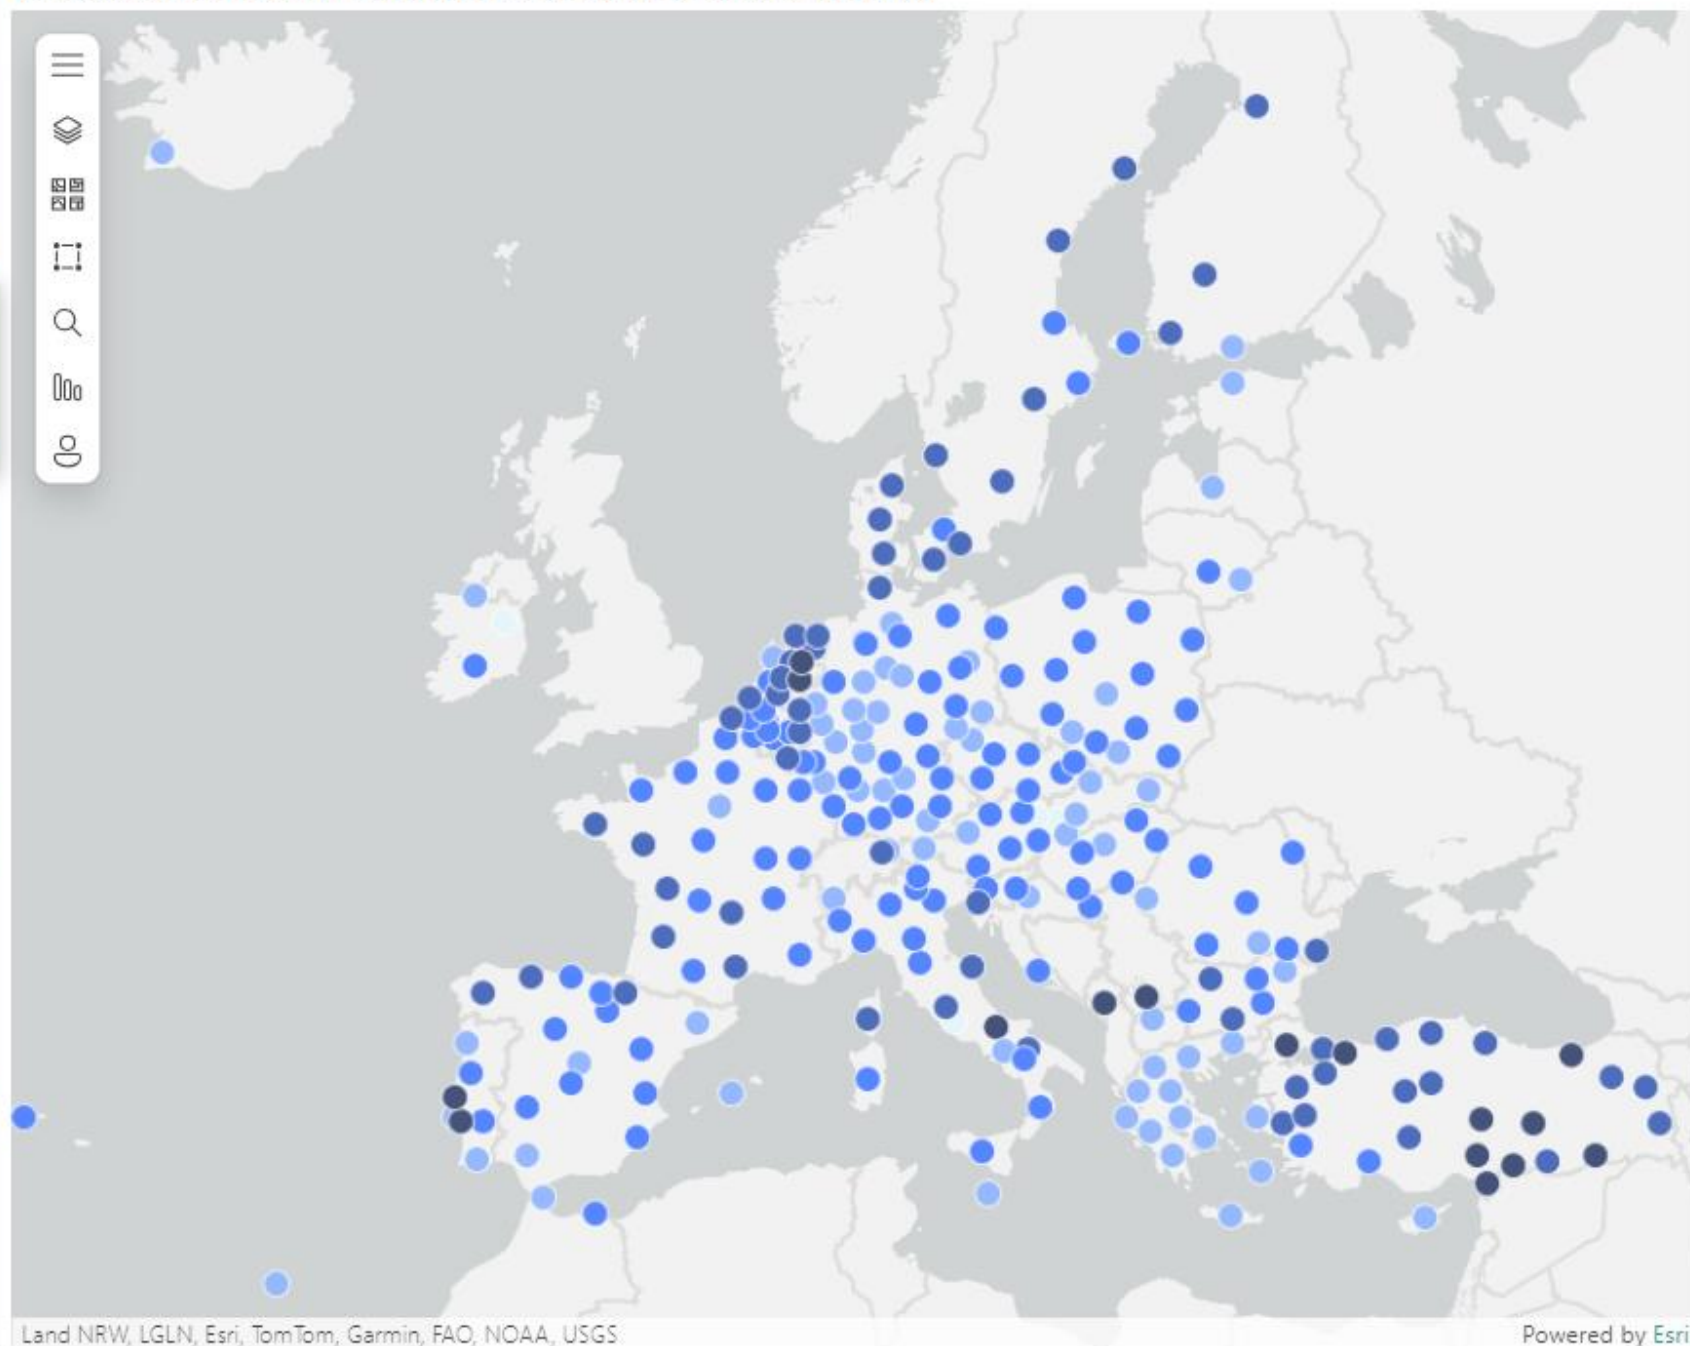 Land NRW, LGLN, Esri, TomTom, Garmin, FAO, NOAA, USGS
Powered by Esri